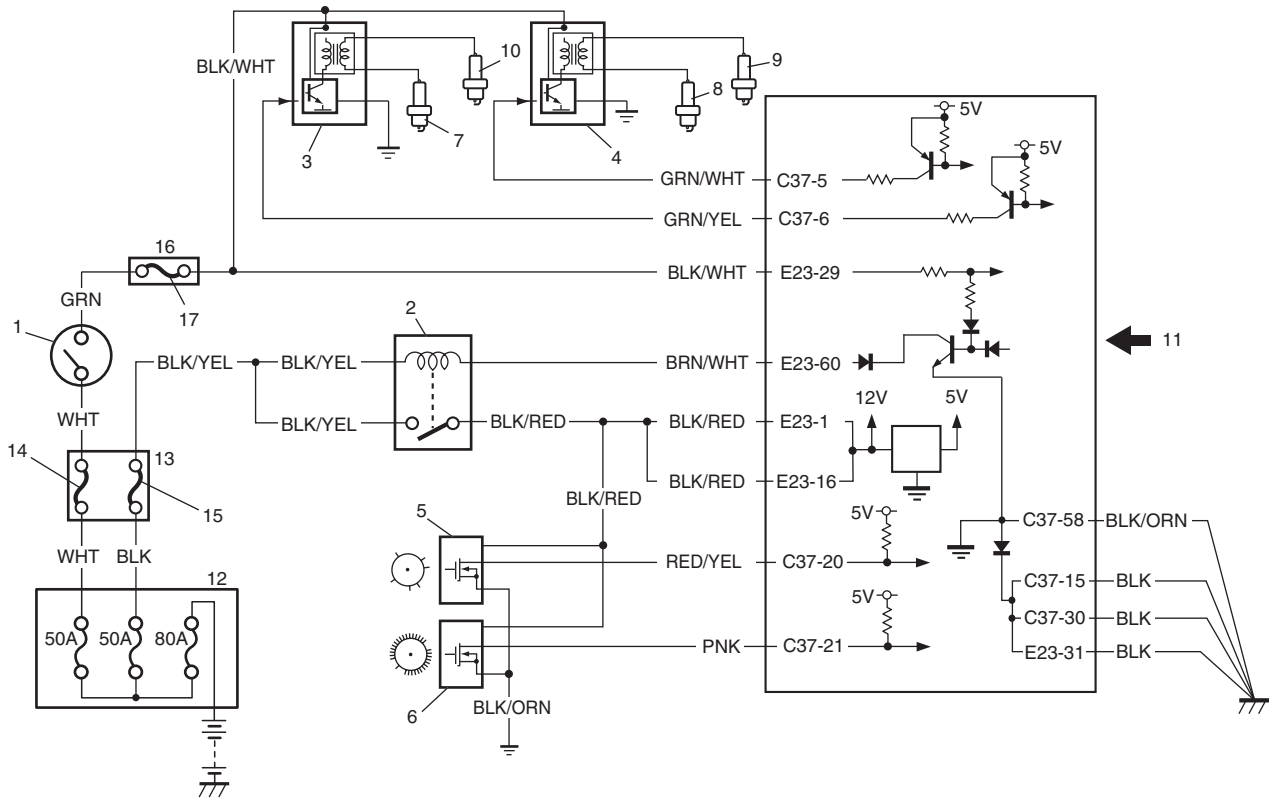 BLK/WHT
10
9
8
7
3
4
5V
5V
GRN/WHT
C37-5
GRN/YEL
C37-6
16
BLK/WHT
E23-29
GRN
17
1
2
11
BLK/YEL
BLK/YEL
BRN/WHT
E23-60
WHT
12V
5V
BLK/YEL
BLK/RED
BLK/RED
E23-1
14
13
BLK/RED
E23-16
15
BLK/RED
5
5V
C37-58
BLK/ORN
WHT
BLK
RED/YEL
C37-20
12
C37-15
BLK
5V
C37-30
BLK
50A
50A
80A
PNK
C37-21
E23-31
BLK
6
BLK/ORN